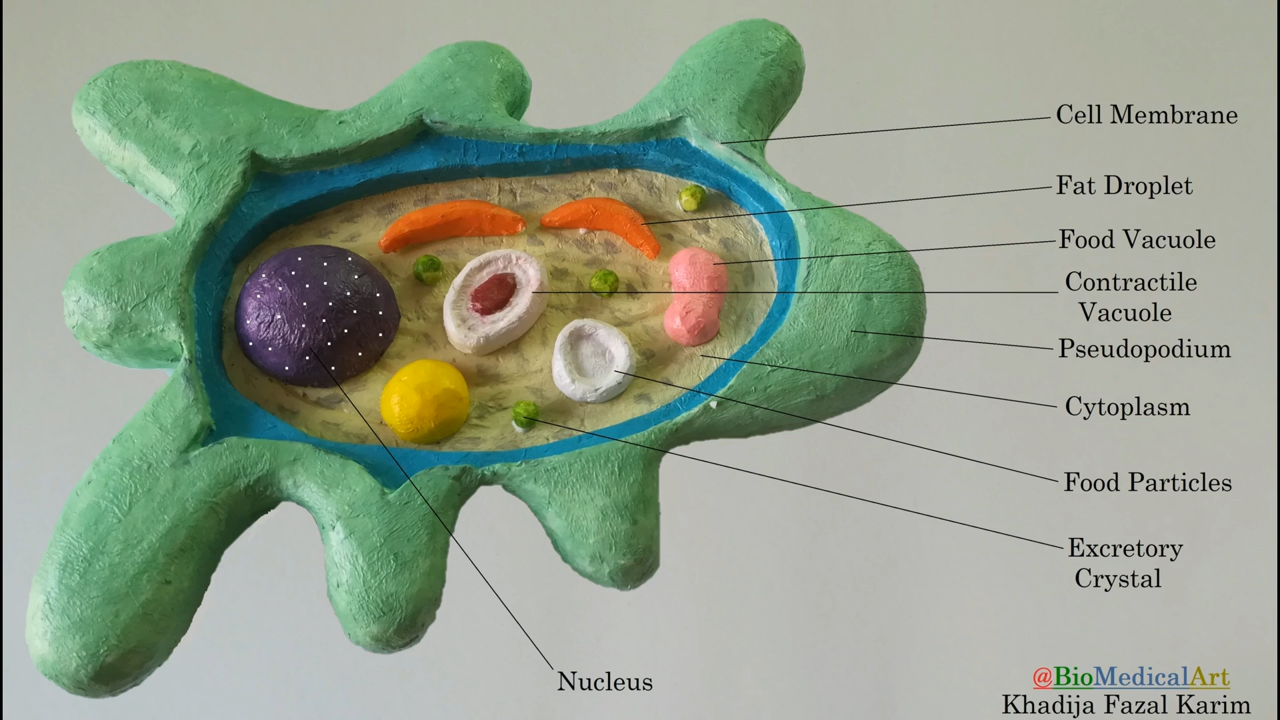 Cell Membrane
Fat Droplet
Food Vacuole
Contractile
Vacuole
Pseudopodium
Cytoplasm
Food Particles
Excretory
Crystal
Nucleus
@BioMedicalArt
Khadija Fazal Karim